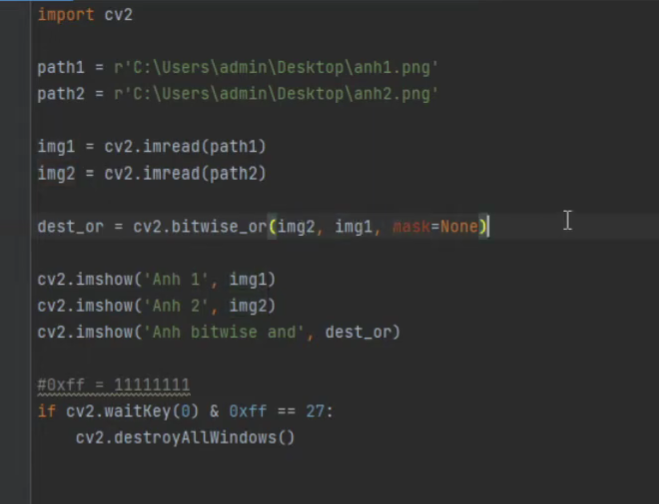 import cv2
path1 = r'C:\Users\admin\Desktop\anh1.png'
path2 = r'C:\Users\admin\Desktop\anh2.png'
img1 = cv2.imread(path1)
img2 = cv2.imread(path2)
dest_or = cv2.bitwise_or(img2, img1, mask=None)
cv2.imshow('Anh 1', img1)
cv2.imshow('Anh 2', img2)
cv2.imshow('Anh bitwise and', dest_or)
#0xff = 11111111
if cv2.waitKey(0) & 0xff == 27:
    cv2.destroyAllWindows()